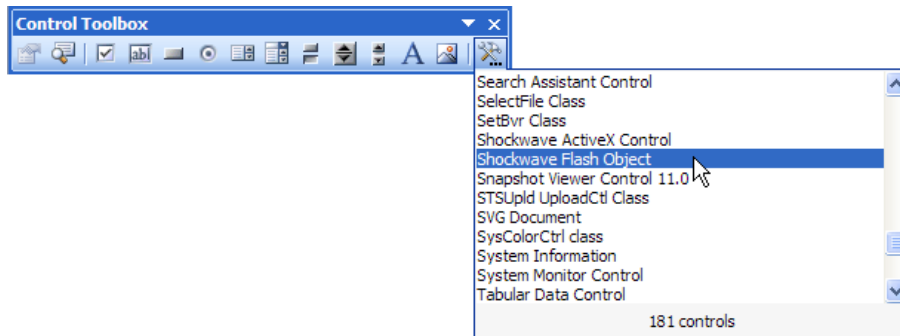 Control Toolbox
abl
A
Search Assistant Control
SelectFile Class
SetBvr Class
Shockwave ActiveX Control
Shockwave Flash Object
Snapshot Viewer Control 11.0
STSUpld UploadCtl Class
SVG Document
SysColorCtrl class
System Information
System Monitor Control
Tabular Data Control
181 controls